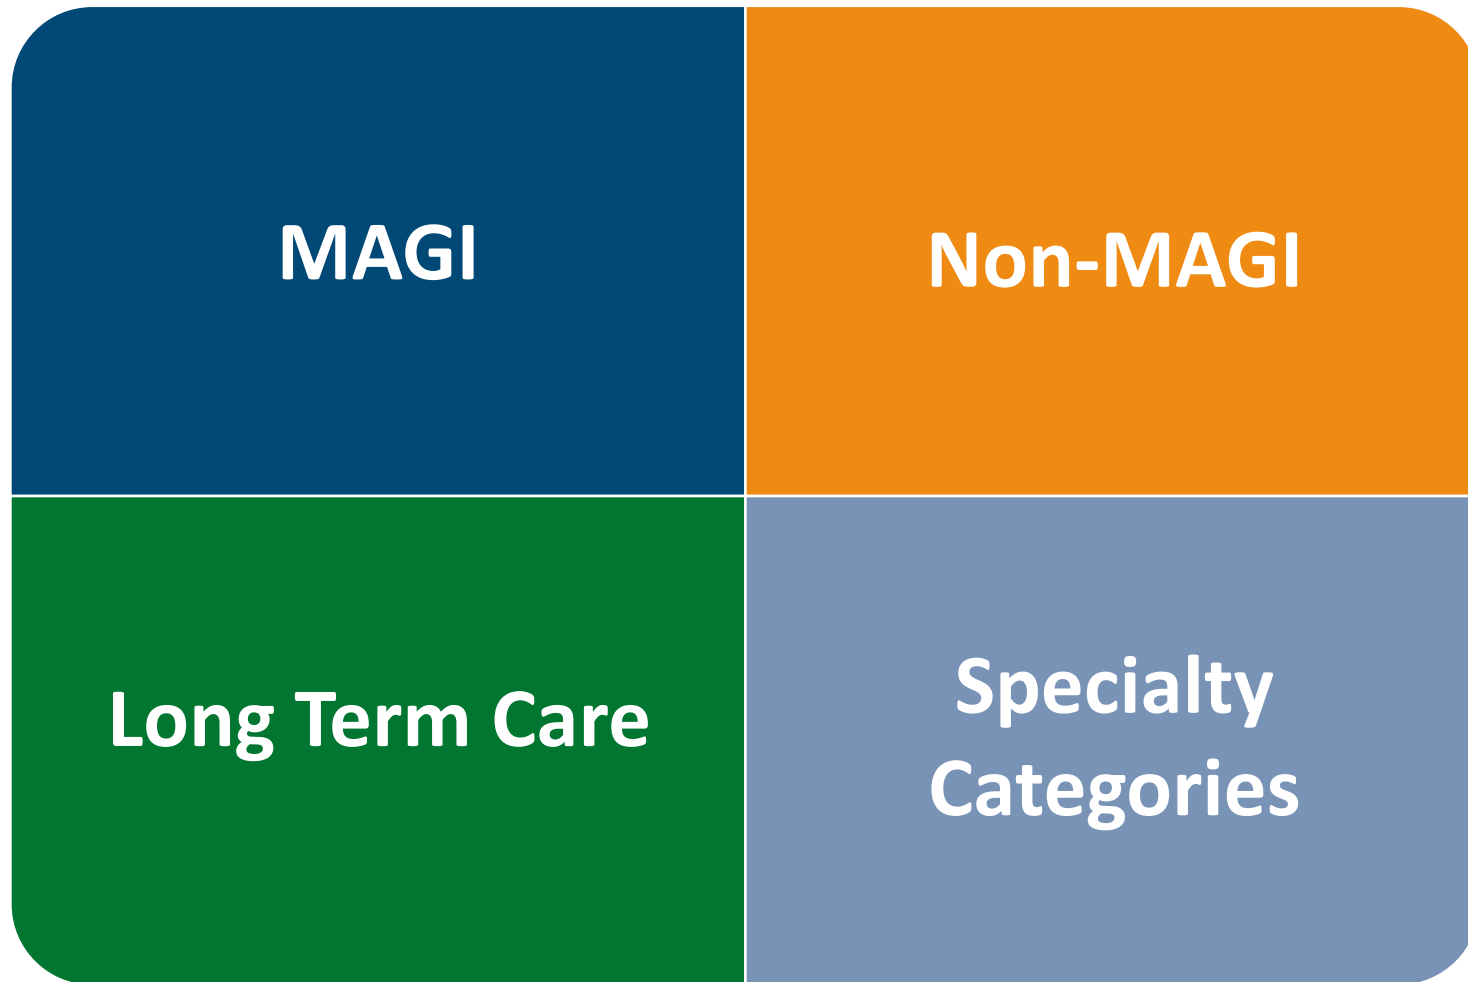 MAGI
Non-MAGI
Long Term Care
Specialty
Categories